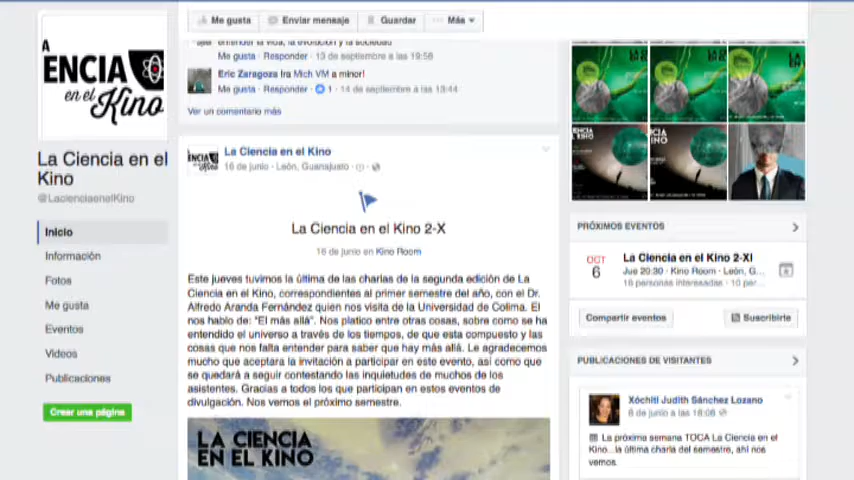 A
ENCIA
en el
Kino
La Ciencia en el
Kino
@LacienciaenelKino
Inicio
Información
Fotos
Me gusta
Eventos
Videos
Publicaciones
Crear una página
Me gusta
Enviar mensaje
Guardar
Más
entender la vida, la evolución y la sociedad
Me gusta · Responder · 13 de septiembre a las 19:58
Eric Zaragoza Ira Mich VM a minor!
Me gusta · Responder · 1 · 14 de septiembre a las 13:44
Ver un comentario más
La Ciencia en el Kino
16 de junio · León, Guanajuato ·
La Ciencia en el Kino 2-X
16 de junio en Kino Room
Este jueves tuvimos la última de las charlas de la segunda edición de La
Ciencia en el Kino, correspondientes al primer semestre del año, con el Dr.
Alfredo Aranda Fernández quien nos visita de la Universidad de Colima. El
nos hablo de: "El más allá". Nos platico entre otras cosas, sobre como se ha
entendido el universo a través de los tiempos, de que esta compuesto y las
cosas que nos falta entender para saber que hay más allá. Le agradecemos
mucho que aceptara la invitación a participar en este evento, así como que
se quedará a seguir contestando las inquietudes de muchos de los
asistentes. Gracias a todos los que participan en estos eventos de
divulgación. Nos vemos el próximo semestre.
LA CIENCIA
EN EL KINO
PRÓXIMOS EVENTOS
OCT
6
La Ciencia en el Kino 2-XI
Jue 20:30 · Kino Room · León, G...
16 personas interesadas · 10 per...
Compartir eventos
Suscribirte
PUBLICACIONES DE VISITANTES
Xóchitl Judith Sánchez Lozano
8 de junio a las 18:08
La próxima semana TOCA La Ciencia en el
Kino...la última charla del semestre, ahí nos
vemos.